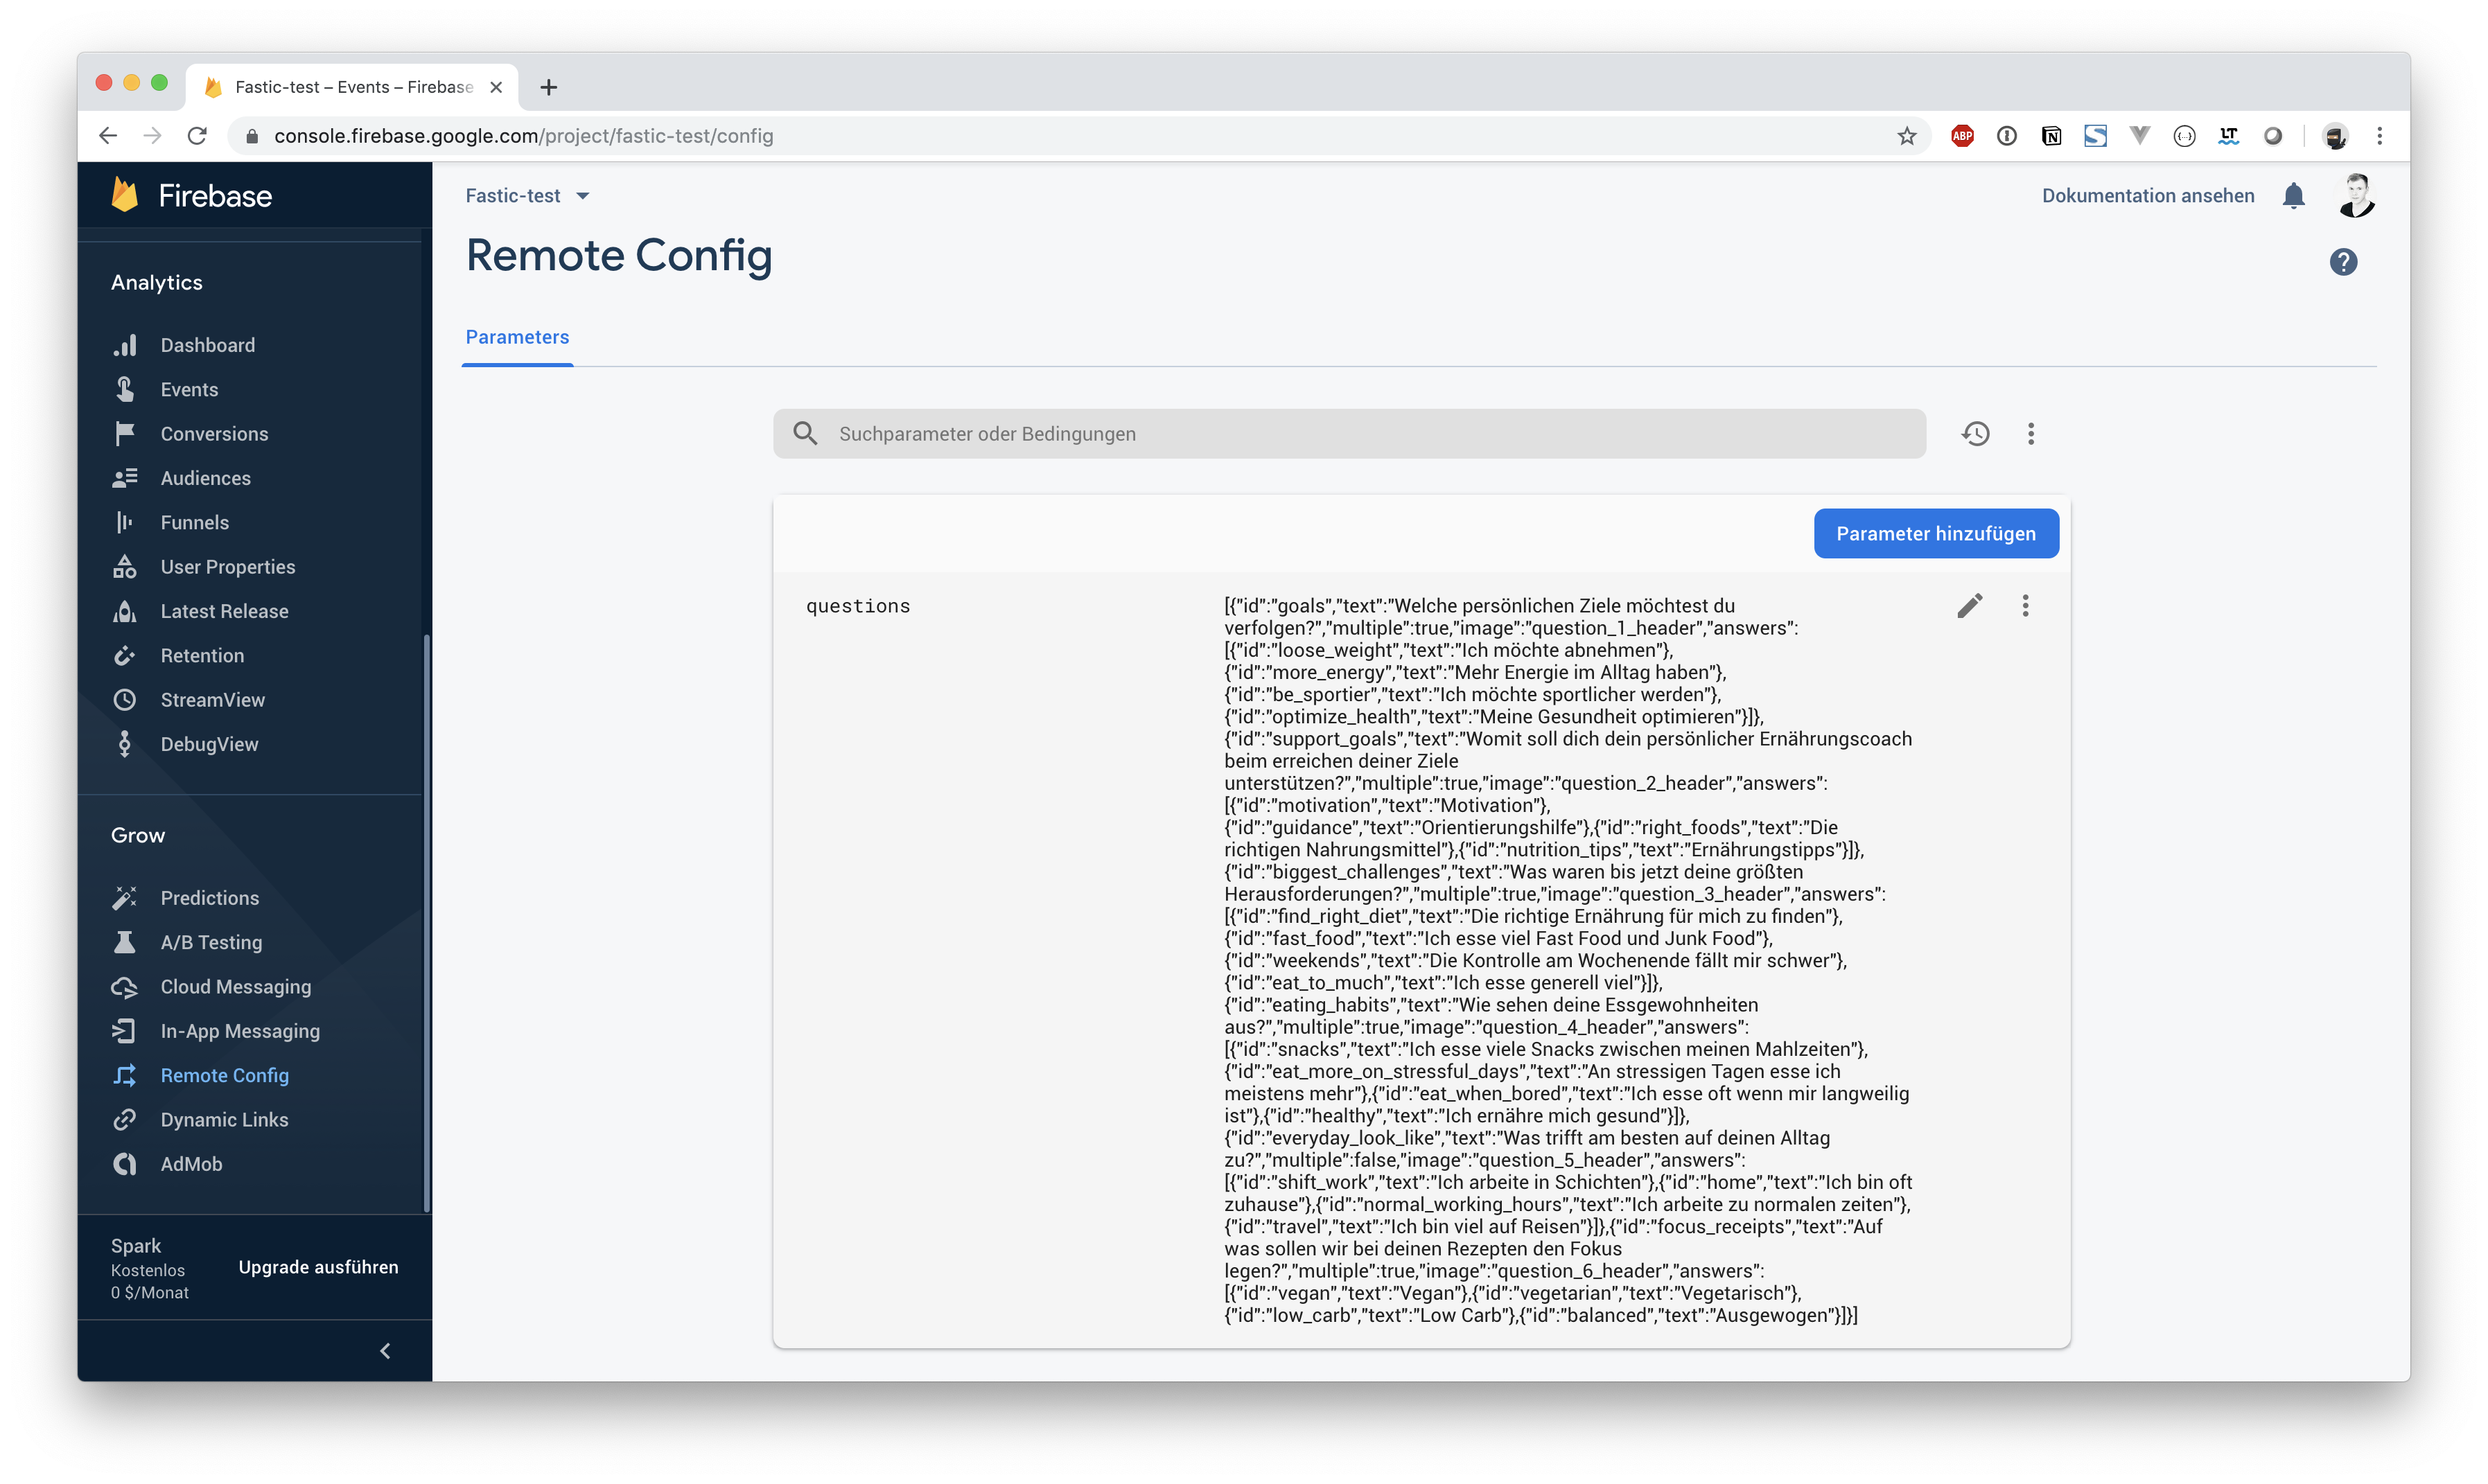 Fastic-test – Events – Firebase
console.firebase.google.com/project/fastic-test/config
ABP
LT
Firebase
Analytics
Dashboard
Events
Conversions
Audiences
Funnels
User Properties
Latest Release
Retention
StreamView
DebugView
Grow
Predictions
A/B Testing
Cloud Messaging
In-App Messaging
Remote Config
Dynamic Links
AdMob
Spark
Kostenlos
0 $/Monat
Upgrade ausführen
Fastic-test
Dokumentation ansehen
Remote Config
Parameters
Suchparameter oder Bedingungen
Parameter hinzufügen
questions
[{"id":"goals","text":"Welche persönlichen Ziele möchtest du
verfolgen?","multiple":true,"image":"question_1_header","answers":
[{"id":"loose_weight","text":"Ich möchte abnehmen"},
{"id":"more_energy","text":"Mehr Energie im Alltag haben"},
{"id":"be_sportier","text":"Ich möchte sportlicher werden"},
{"id":"optimize_health","text":"Meine Gesundheit optimieren"}]},
{"id":"support_goals","text":"Womit soll dich dein persönlicher Ernährungscoach
beim erreichen deiner Ziele
unterstützen?","multiple":true,"image":"question_2_header","answers":
[{"id":"motivation","text":"Motivation"},
{"id":"guidance","text":"Orientierungshilfe"},{"id":"right_foods","text":"Die
richtigen Nahrungsmittel"},{"id":"nutrition_tips","text":"Ernährungstipps"}]},
{"id":"biggest_challenges","text":"Was waren bis jetzt deine größten
Herausforderungen?","multiple":true,"image":"question_3_header","answers":
[{"id":"find_right_diet","text":"Die richtige Ernährung für mich zu finden"},
{"id":"fast_food","text":"Ich esse viel Fast Food und Junk Food"},
{"id":"weekends","text":"Die Kontrolle am Wochenende fällt mir schwer"},
{"id":"eat_to_much","text":"Ich esse generell viel"}]},
{"id":"eating_habits","text":"Wie sehen deine Essgewohnheiten
aus?","multiple":true,"image":"question_4_header","answers":
[{"id":"snacks","text":"Ich esse viele Snacks zwischen meinen Mahlzeiten"},
{"id":"eat_more_on_stressful_days","text":"An stressigen Tagen esse ich
meistens mehr"},{"id":"eat_when_bored","text":"Ich esse oft wenn mir langweilig
ist"},{"id":"healthy","text":"Ich ernähre mich gesund"}]},
{"id":"everyday_look_like","text":"Was trifft am besten auf deinen Alltag
zu?","multiple":false,"image":"question_5_header","answers":
[{"id":"shift_work","text":"Ich arbeite in Schichten"},{"id":"home","text":"Ich bin oft
zuhause"},{"id":"normal_working_hours","text":"Ich arbeite zu normalen zeiten"},
{"id":"travel","text":"Ich bin viel auf Reisen"}]},{"id":"focus_receipts","text":"Auf
was sollen wir bei deinen Rezepten den Fokus
legen?","multiple":true,"image":"question_6_header","answers":
[{"id":"vegan","text":"Vegan"},{"id":"vegetarian","text":"Vegetarisch"},
{"id":"low_carb","text":"Low Carb"},{"id":"balanced","text":"Ausgewogen"}]}]